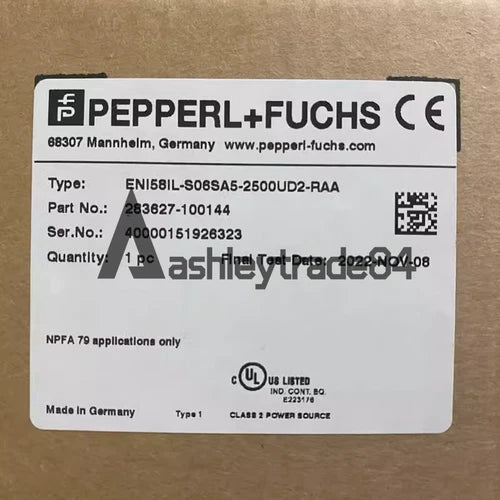 PEPPERL+FUCHS CE
68307 Mannheim, Germany www.pepperl-fuchs.com
Type: ENI58IL-S06SA5-2500UD2-RAA
Part No.: 283627-100144
Ser.No.: 40000151926323
Quantity: 1 pc Final Test Date: 2022-NOV-08
ashleytrade84
NPFA 79 applications only
C UL US LISTED
IND. CONT. EQ.
E223176
Made in Germany Type 1 CLASS 2 POWER SOURCE